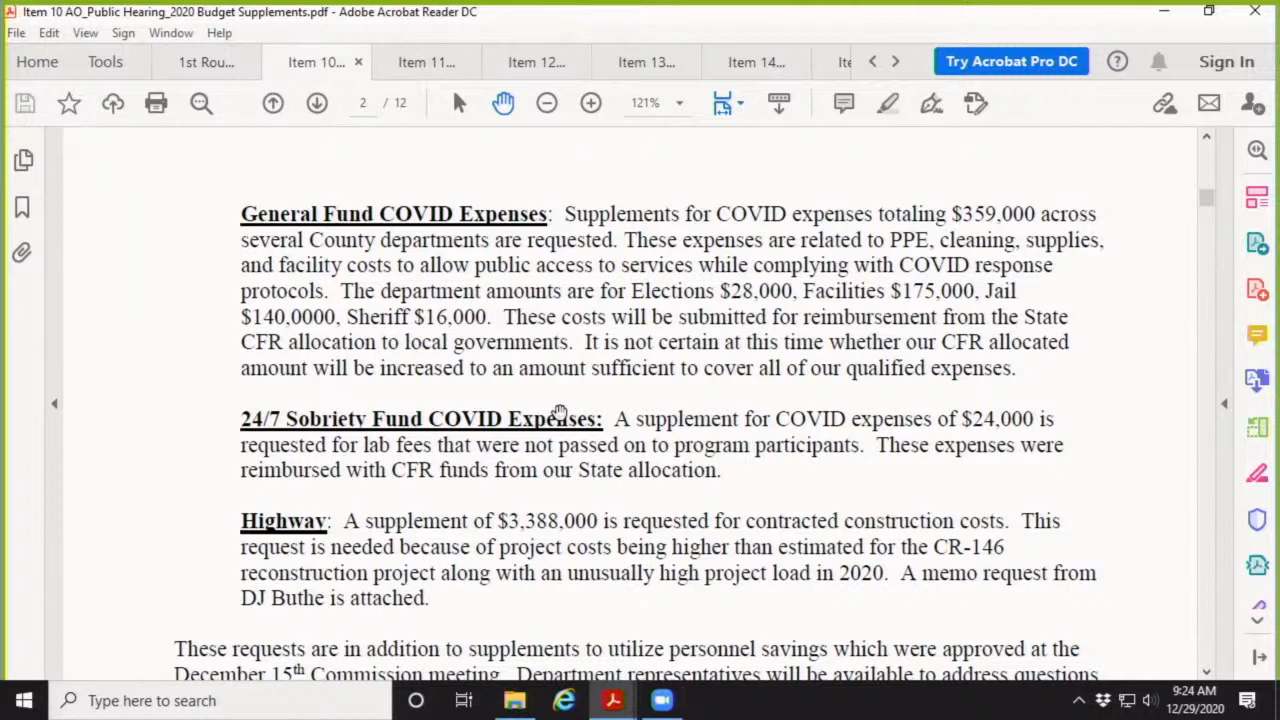 Item 10 AO_Public Hearing_2020 Budget Supplements.pdf - Adobe Acrobat Reader DC
File Edit View Sign Window Help
Home Tools 1st Rou... Item 10... × Item 11... Item 12... Item 13... Item 14... Ite Try Acrobat Pro DC Sign In
2 / 12 121%
General Fund COVID Expenses: Supplements for COVID expenses totaling $359,000 across
several County departments are requested. These expenses are related to PPE, cleaning, supplies,
and facility costs to allow public access to services while complying with COVID response
protocols. The department amounts are for Elections $28,000, Facilities $175,000, Jail
$140,0000, Sheriff $16,000. These costs will be submitted for reimbursement from the State
CFR allocation to local governments. It is not certain at this time whether our CFR allocated
amount will be increased to an amount sufficient to cover all of our qualified expenses.
24/7 Sobriety Fund COVID Expenses: A supplement for COVID expenses of $24,000 is
requested for lab fees that were not passed on to program participants. These expenses were
reimbursed with CFR funds from our State allocation.
Highway: A supplement of $3,388,000 is requested for contracted construction costs. This
request is needed because of project costs being higher than estimated for the CR-146
reconstruction project along with an unusually high project load in 2020. A memo request from
DJ Buthe is attached.
These requests are in addition to supplements to utilize personnel savings which were approved at the
December 15th Commission meeting. Department representatives will be available to address questions
Type here to search
9:24 AM
12/29/2020